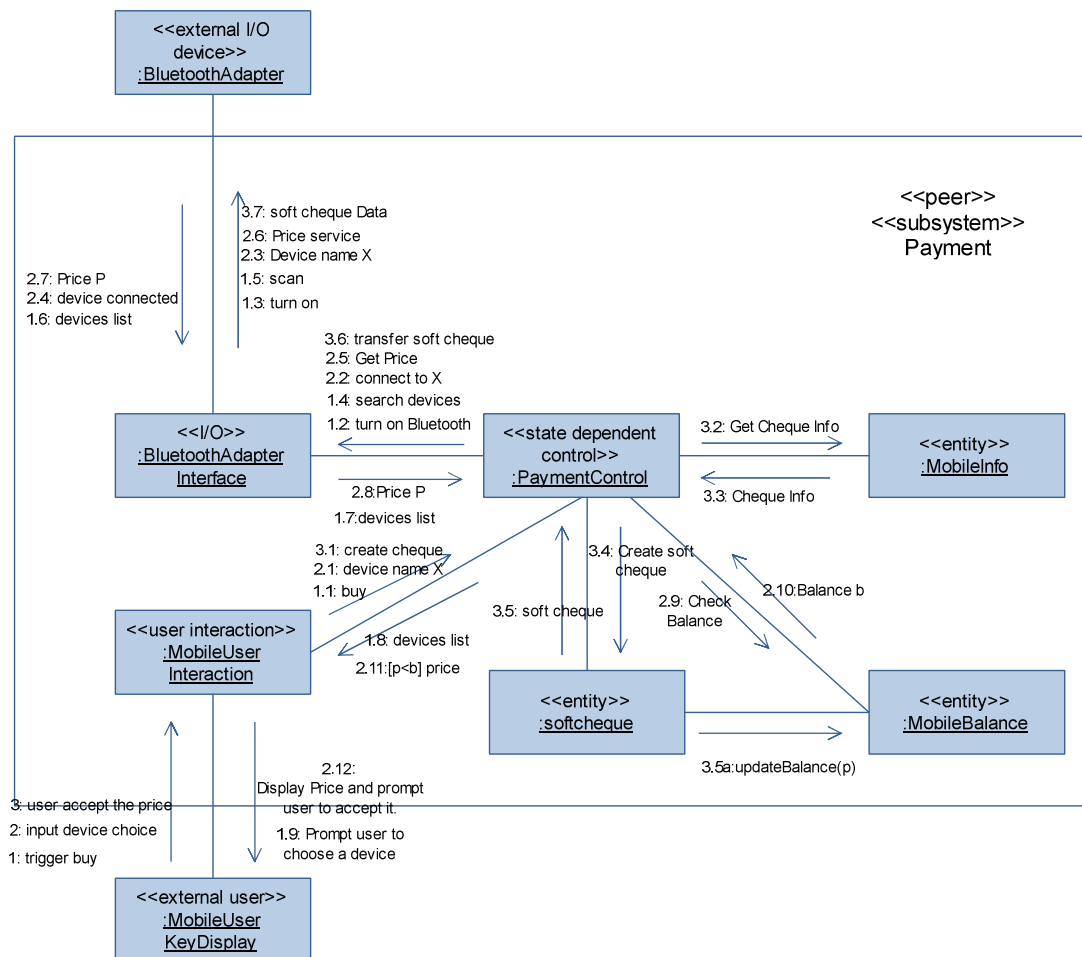 <<external I/O
device>>
:BluetoothAdapter
<<peer>>
<<subsystem>>
Payment
3.7: soft cheque Data
2.6: Price service
2.3: Device name X
1.5: scan
1.3: turn on
2.7: Price P
2.4: device connected
1.6: devices list
3.6: transfer soft cheque
2.5: Get Price
2.2: connect to X
1.4: search devices
1.2: turn on Bluetooth
<<I/O>>
:BluetoothAdapter
Interface
<<state dependent
control>>
:PaymentControl
3.2: Get Cheque Info
3.3: Cheque Info
<<entity>>
:MobileInfo
2.8:Price P
1.7:devices list
3.1: create cheque
2.1: device name X
1.1: buy
3.4: Create soft
cheque
3.5: soft cheque
2.9: Check
Balance
2.10:Balance b
<<user interaction>>
:MobileUser
Interaction
1.8: devices list
2.11:[p<b] price
<<entity>>
:softcheque
<<entity>>
:MobileBalance
3.5a:updateBalance(p)
2.12:
Display Price and prompt
user to accept it.
1.9: Prompt user to
choose a device
3: user accept the price
2: input device choice
1: trigger buy
<<external user>>
:MobileUser
KeyDisplay